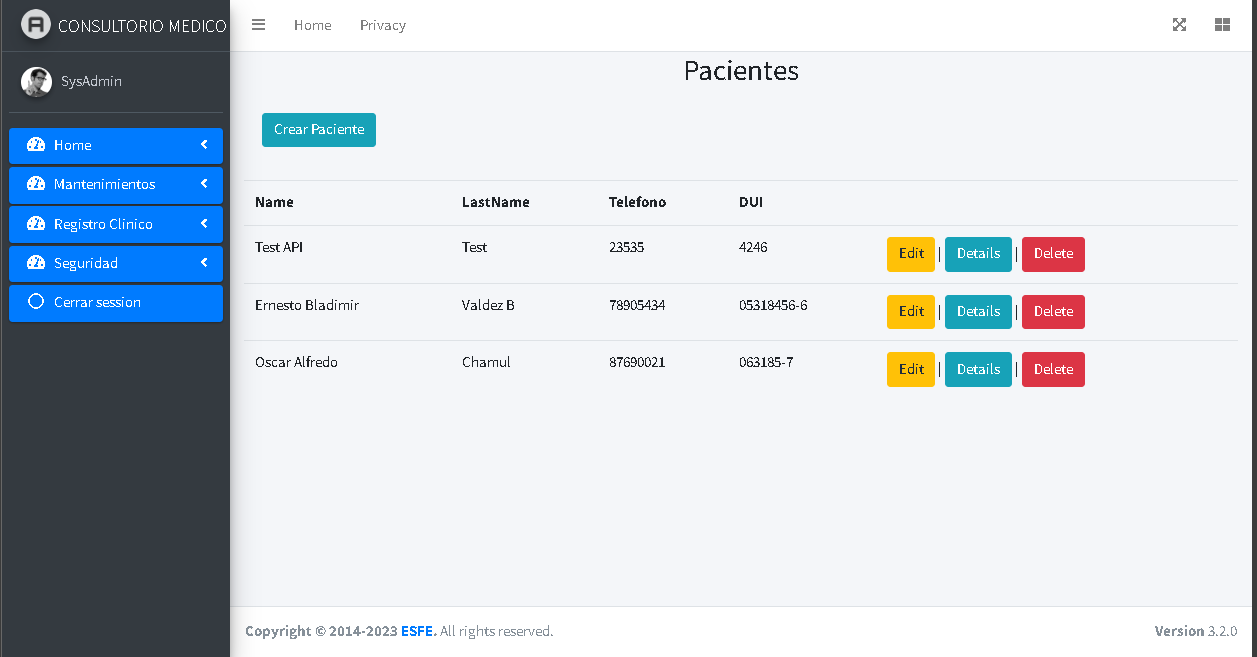 CONSULTORIO MEDICO
Home Privacy
SysAdmin
Home
Mantenimientos
Registro Clinico
Seguridad
Cerrar session
Pacientes
Crear Paciente
Name LastName Telefono DUI
Test API Test 23535 4246 Edit | Details | Delete
Ernesto Bladimir Valdez B 78905434 05318456-6 Edit | Details | Delete
Oscar Alfredo Chamul 87690021 063185-7 Edit | Details | Delete
Copyright © 2014-2023 ESFE. All rights reserved. Version 3.2.0